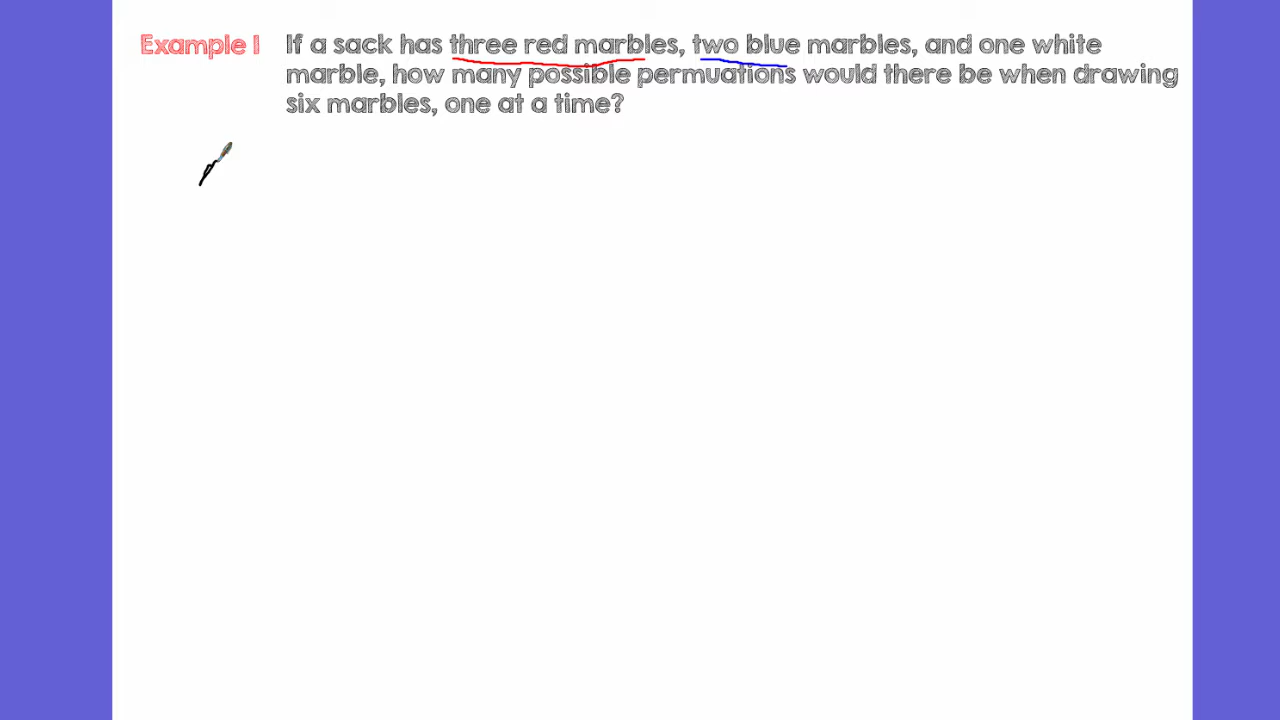 Example 1 If a sack has three red marbles, two blue marbles, and one white
marble, how many possible permuations would there be when drawing
six marbles, one at a time?